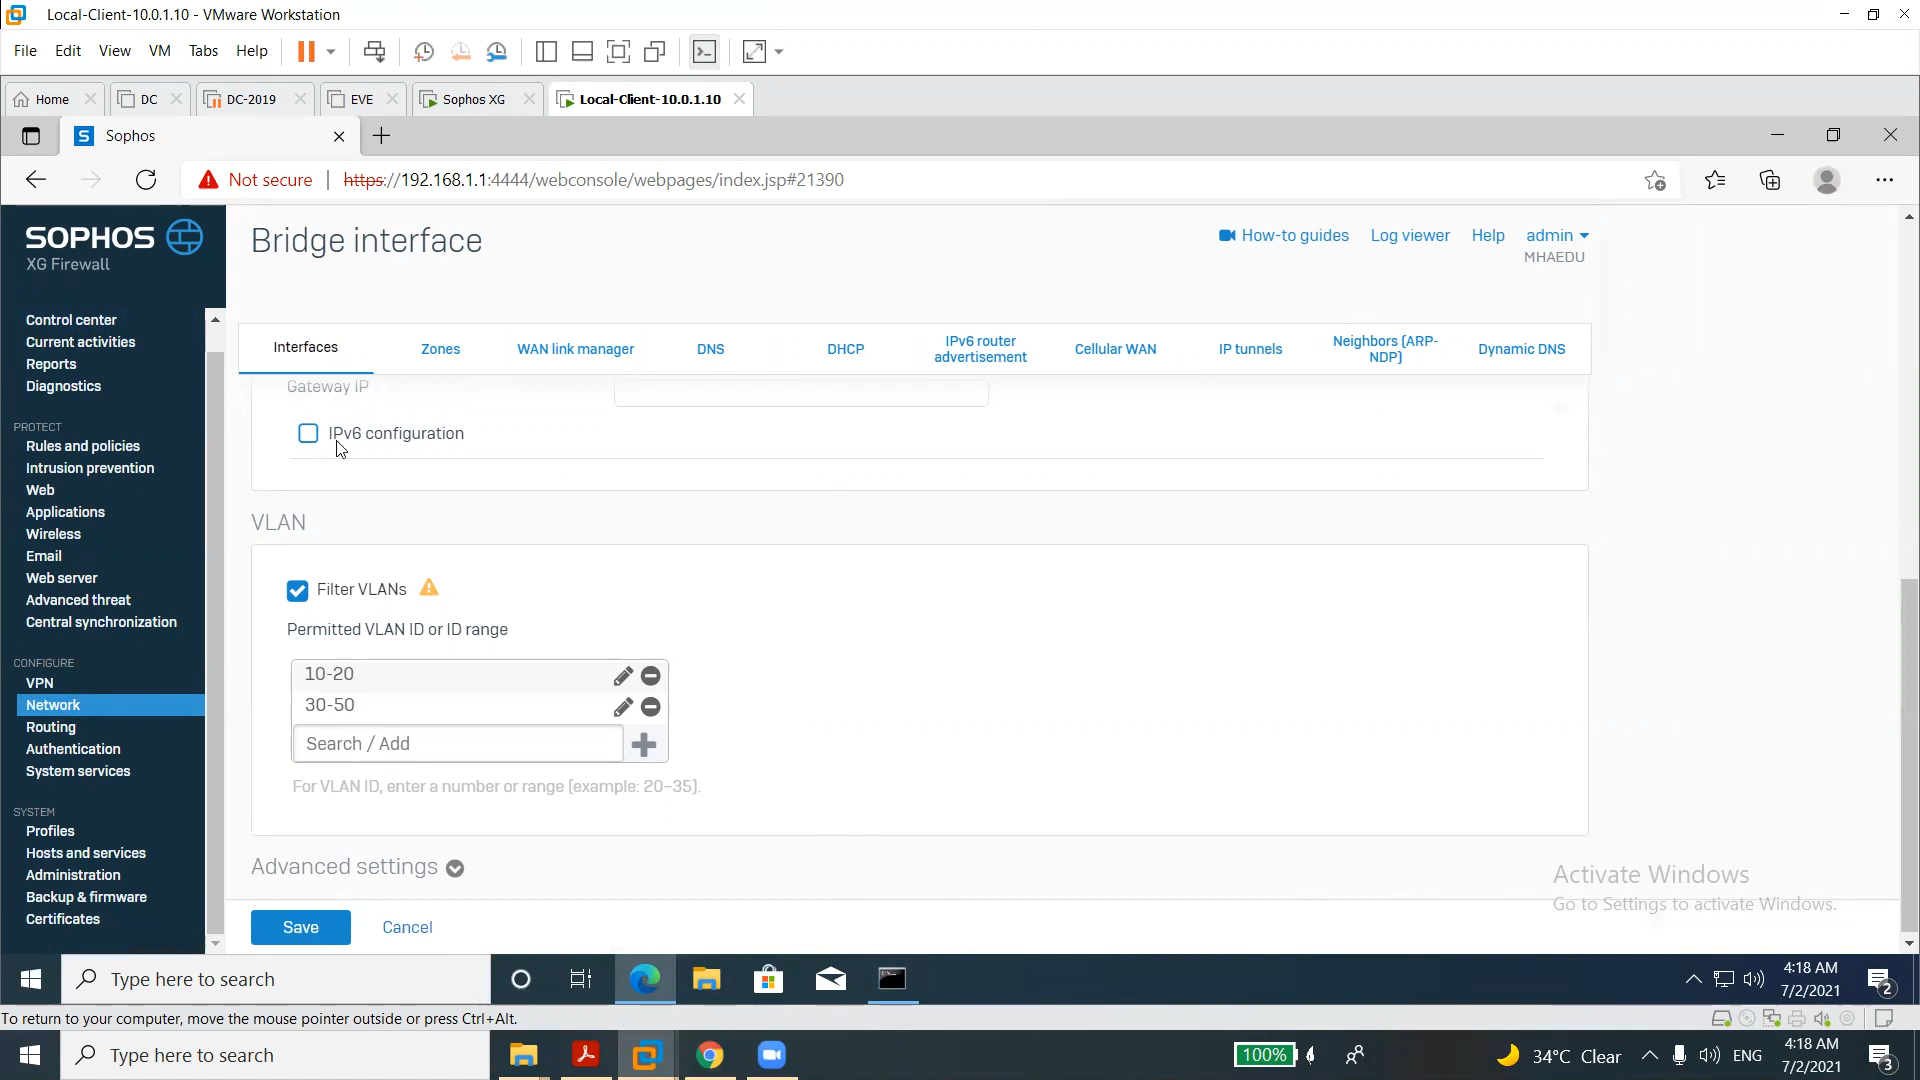 Local-Client-10.0.1.10 - VMware Workstation
File Edit View VM Tabs Help
Home DC DC-2019 EVE Sophos XG Local-Client-10.0.1.10
Sophos
Not secure | https://192.168.1.1:4444/webconsole/webpages/index.jsp#21390
SOPHOS
XG Firewall
Bridge interface
How-to guides Log viewer Help admin
MHAEDU
Control center
Current activities
Reports
Diagnostics
PROTECT
Rules and policies
Intrusion prevention
Web
Applications
Wireless
Email
Web server
Advanced threat
Central synchronization
CONFIGURE
VPN
Network
Routing
Authentication
System services
SYSTEM
Profiles
Hosts and services
Administration
Backup & firmware
Certificates
Interfaces
Zones
WAN link manager
DNS
DHCP
IPv6 router
advertisement
Cellular WAN
IP tunnels
Neighbors (ARP-
NDP)
Dynamic DNS
Gateway IP
IPv6 configuration
VLAN
Filter VLANs
Permitted VLAN ID or ID range
10-20
30-50
Search / Add
For VLAN ID, enter a number or range (example: 20–35).
Advanced settings
Activate Windows
Go to Settings to activate Windows.
Save Cancel
Type here to search
4:18 AM
7/2/2021
2
To return to your computer, move the mouse pointer outside or press Ctrl+Alt.
Type here to search
100%
34°C Clear
ENG
4:18 AM
7/2/2021
3